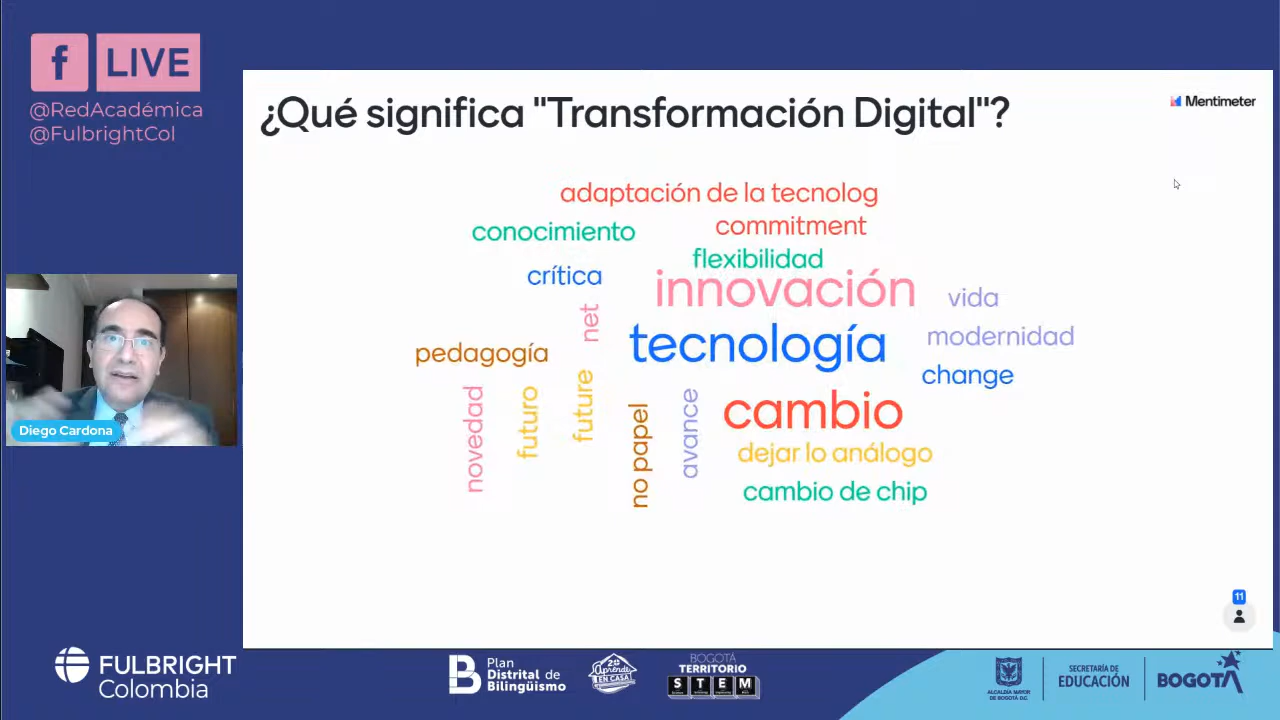 f LIVE
@RedAcadémica
@FulbrightCol
¿Qué significa "Transformación Digital"?
Mentimeter
adaptación de la tecnolog
conocimiento
commitment
flexibilidad
crítica
innovación
vida
net
tecnología
modernidad
pedagogía
change
novedad
futuro
future
no papel
avance
cambio
dejar lo análogo
cambio de chip
Diego Cardona
11
FULBRIGHT
Colombia
B Plan
Distrital de
Bilingüismo
Aprende
EN CASA
BOGOTÁ
TERRITORIO
STEM
ALCALDÍA MAYOR
DE BOGOTÁ D.C.
SECRETARÍA DE
EDUCACIÓN
BOGOTÁ